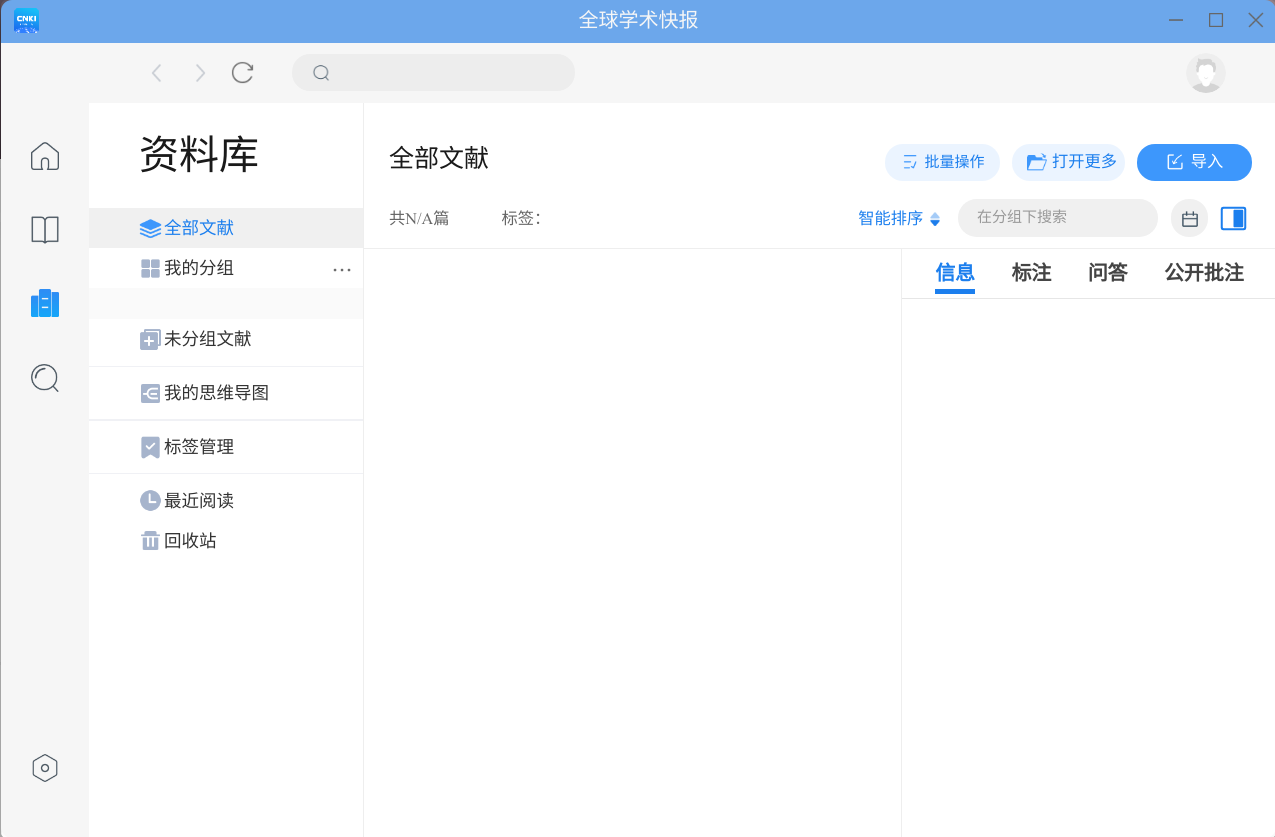 CNKI
全球学术快报
资料库
全部文献
我的分组
未分组文献
我的思维导图
标签管理
最近阅读
回收站
全部文献
批量操作
打开更多
导入
共N/A篇
标签：
智能排序
在分组下搜索
信息
标注
问答
公开批注